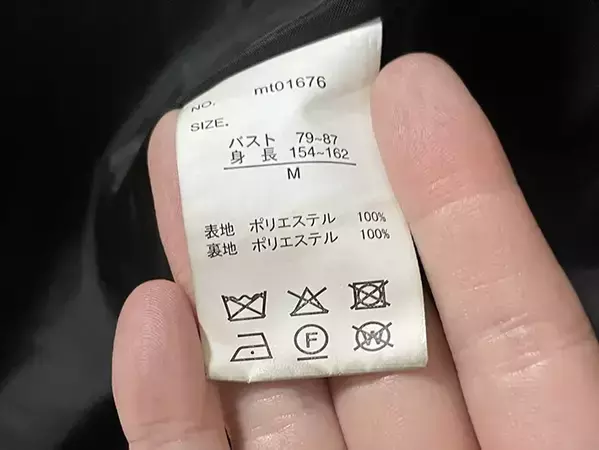 NO. mt01676
SIZE.
バスト 79~87
身 長 154~162
M
表地 ポリエステル 100%
裏地 ポリエステル 100%
F W